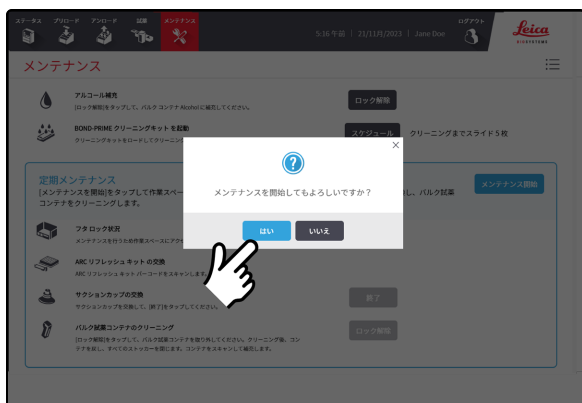 ステータス プリロード アンロード 試薬 メンテナンス
5:16 午前 | 21/11月/2023 | Jane Doe
ログアウト
Leica
BIOSYSTEMS
メンテナンス
アルコール補充
[ロック解除]をタップして、バルク コンテナ Alcohol に補充してください。
ロック解除
BOND-PRIME クリーニングキット を起動
クリーニングキットをロードしてクリーニン
スケジュール
クリーニングまでスライド 5 枚
定期メンテナンス
[メンテナンスを開始]をタップして作業スペー
し、バルク試薬
コンテナをクリーニングします。
メンテナンス開始
メンテナンスを開始してもよろしいですか？
はい
いいえ
フタ ロック状況
メンテナンスを行うため作業スペースにアク
ARC リフレッシュ キット の交換
ARC リフレッシュ キット バーコードをスキャンします。
サクションカップの交換
サクションカップを交換して、[終了]をタップしてください。
終了
バルク試薬コンテナのクリーニング
[ロック解除]をタップして、バルク試薬コンテナを取り外してください。クリーニング後、コン
テナを戻し、すべてのストッカーを閉じます。コンテナをスキャンして補充します。
ロック解除